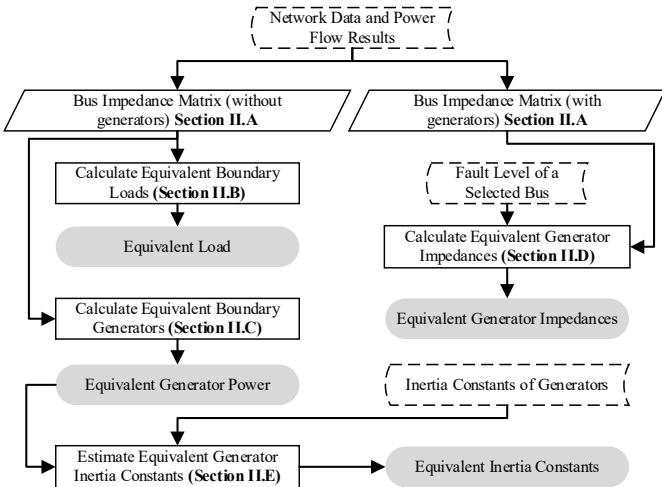 Network Data and Power
Flow Results
Bus Impedance Matrix (without
generators) Section II.A
Bus Impedance Matrix (with
generators) Section II.A
Calculate Equivalent Boundary
Loads (Section II.B)
Fault Level of a
Selected Bus
Equivalent Load
Calculate Equivalent Generator
Impedances (Section II.D)
Calculate Equivalent Boundary
Generators (Section II.C)
Equivalent Generator Impedances
Equivalent Generator Power
Inertia Constants of Generators
Estimate Equivalent Generator
Inertia Constants (Section II.E)
Equivalent Inertia Constants